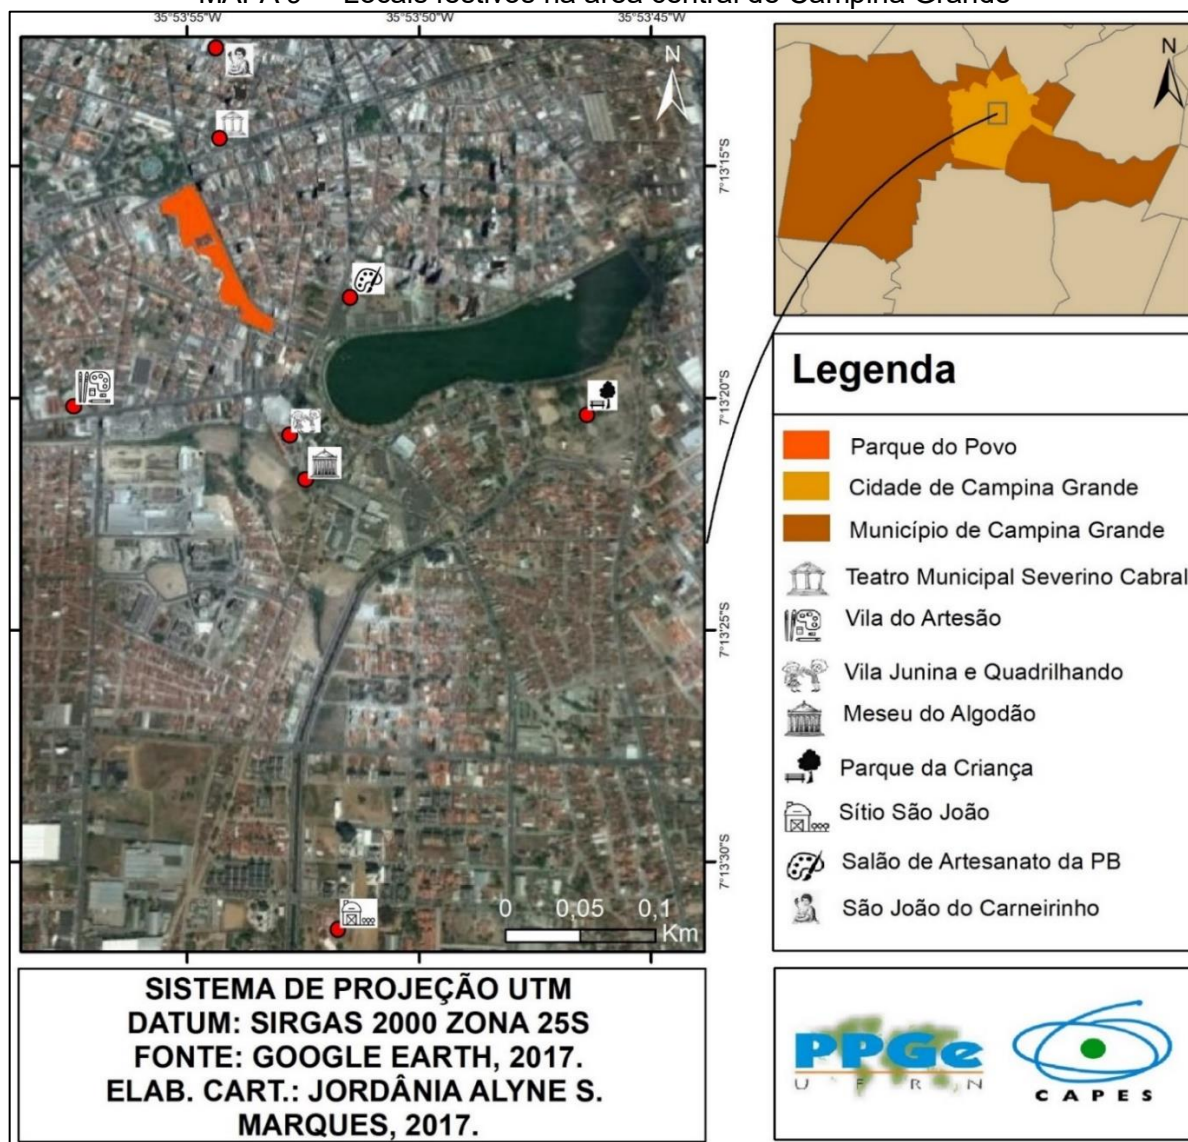 35°53'55"W 35°53'50"W 35°53'45"W
N
7°13'15"S
7°13'20"S
7°13'25"S
7°13'30"S
0 0,05 0,1
Km
N
Legenda
Parque do Povo
Cidade de Campina Grande
Município de Campina Grande
Teatro Municipal Severino Cabral
Vila do Artesão
Vila Junina e Quadrilhando
Meseu do Algodão
Parque da Criança
Sítio São João
Salão de Artesanato da PB
São João do Carneirinho
SISTEMA DE PROJEÇÃO UTM
DATUM: SIRGAS 2000 ZONA 25S
FONTE: GOOGLE EARTH, 2017.
ELAB. CART.: JORDÂNIA ALYNE S.
MARQUES, 2017.
PPGe
UFRN
CAPES